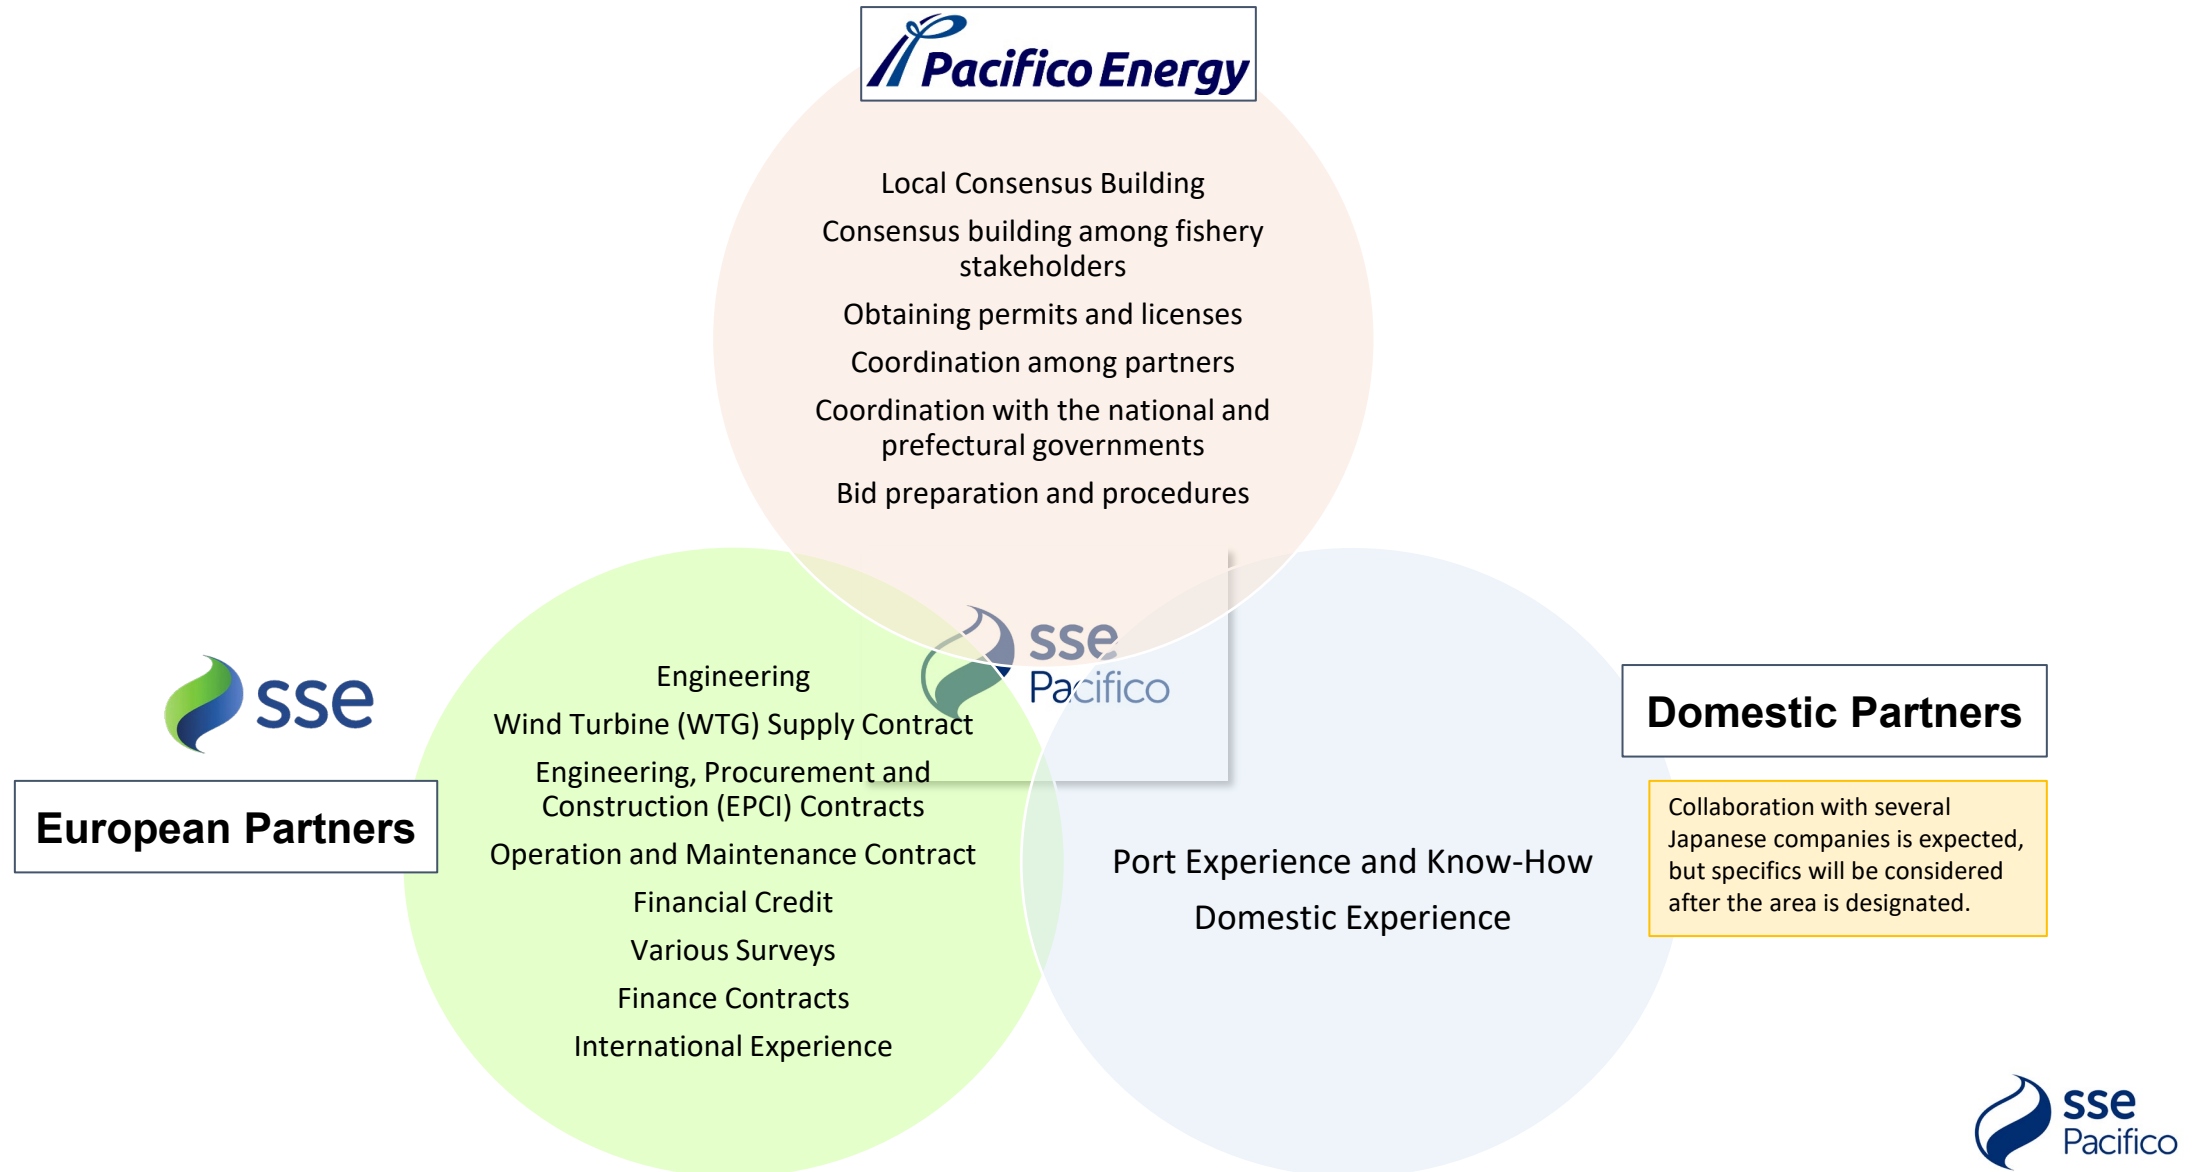 Pacifico Energy
Local Consensus Building
Consensus building among fishery
stakeholders
Obtaining permits and licenses
Coordination among partners
Coordination with the national and
prefectural governments
Bid preparation and procedures
sse
Pacifico
sse
European Partners
Engineering
Wind Turbine (WTG) Supply Contract
Engineering, Procurement and
Construction (EPCI) Contracts
Operation and Maintenance Contract
Financial Credit
Various Surveys
Finance Contracts
International Experience
Domestic Partners
Collaboration with several
Japanese companies is expected,
but specifics will be considered
after the area is designated.
Port Experience and Know-How
Domestic Experience
sse
Pacifico